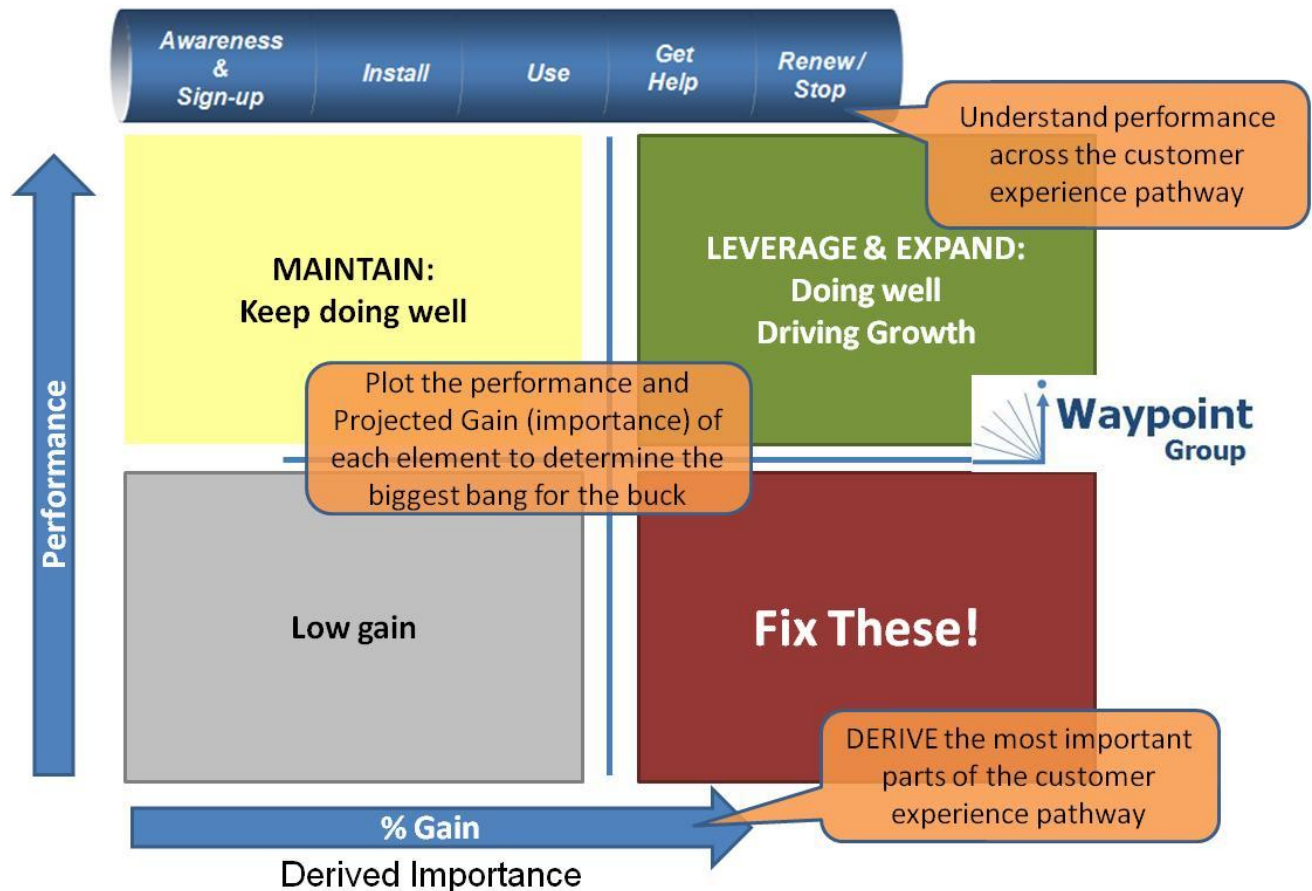 Awareness
&
Sign-up
Install
Use
Get
Help
Renew/
Stop
Understand performance
across the customer
experience pathway
MAINTAIN:
Keep doing well
LEVERAGE & EXPAND:
Doing well
Driving Growth
Plot the performance and
Projected Gain (importance) of
each element to determine the
biggest bang for the buck
Waypoint
Group
Performance
Low gain
Fix These!
DERIVE the most important
parts of the customer
experience pathway
% Gain
Derived Importance